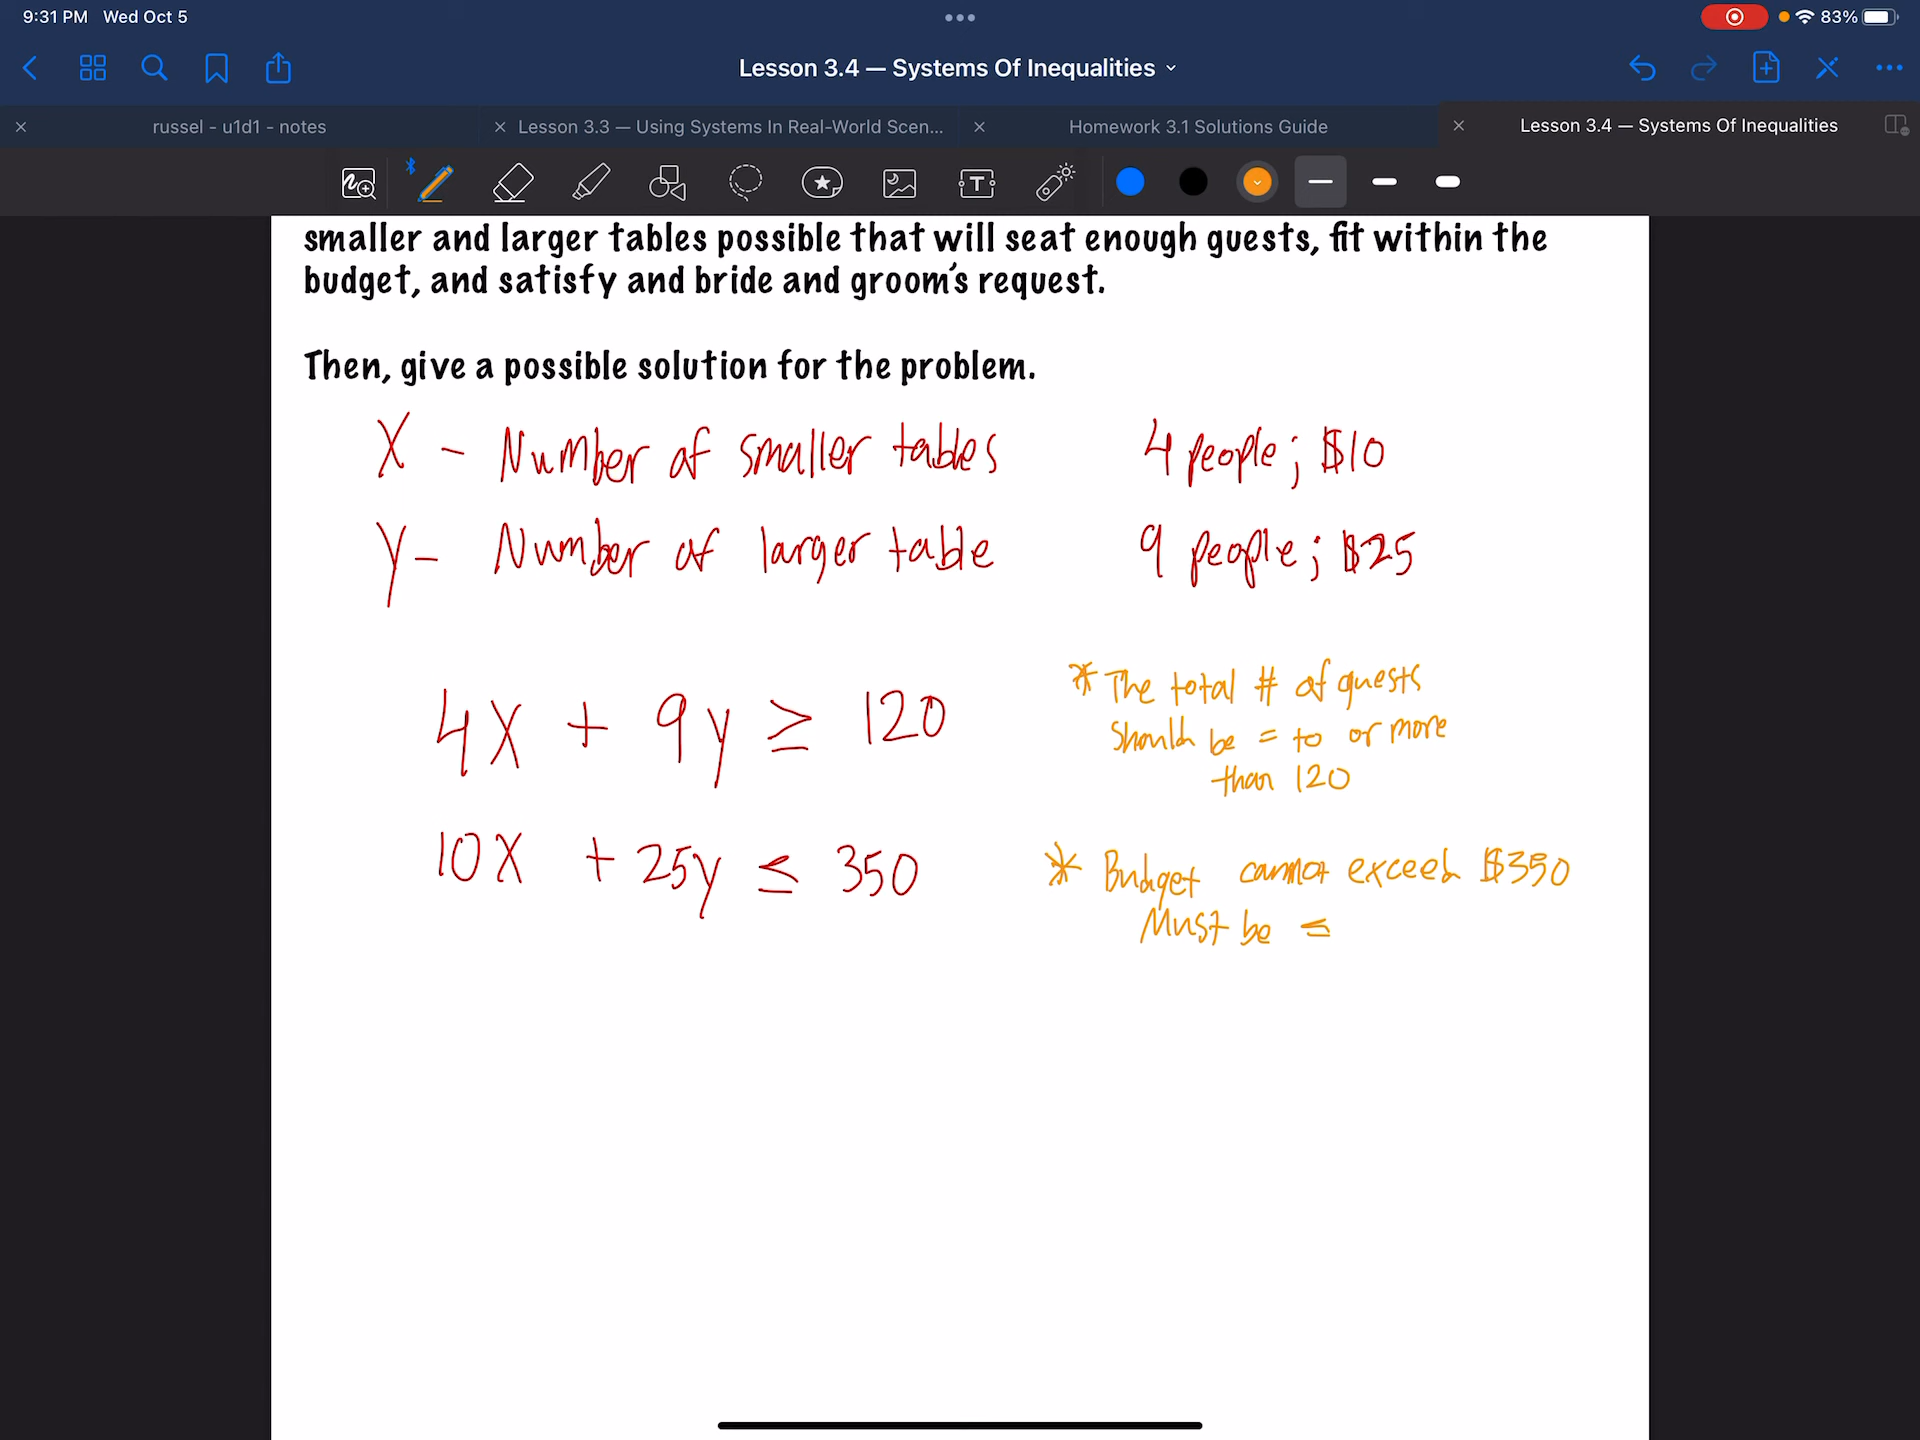 9:31 PM Wed Oct 5
83%
Lesson 3.4 — Systems Of Inequalities
russel - u1d1 - notes
Lesson 3.3 — Using Systems In Real-World Scen...
Homework 3.1 Solutions Guide
Lesson 3.4 — Systems Of Inequalities
smaller and larger tables possible that will seat enough guests, fit within the
budget, and satisfy and bride and groom's request.
Then, give a possible solution for the problem.
X - Number of smaller tables 4 people; $10
Y - Number of larger table 9 people; $25
4X + 9y ≥ 120
* The total # of guests
should be = to or more
than 120
10X + 25y ≤ 350
* Budget cannot exceed $350
Must be ≤